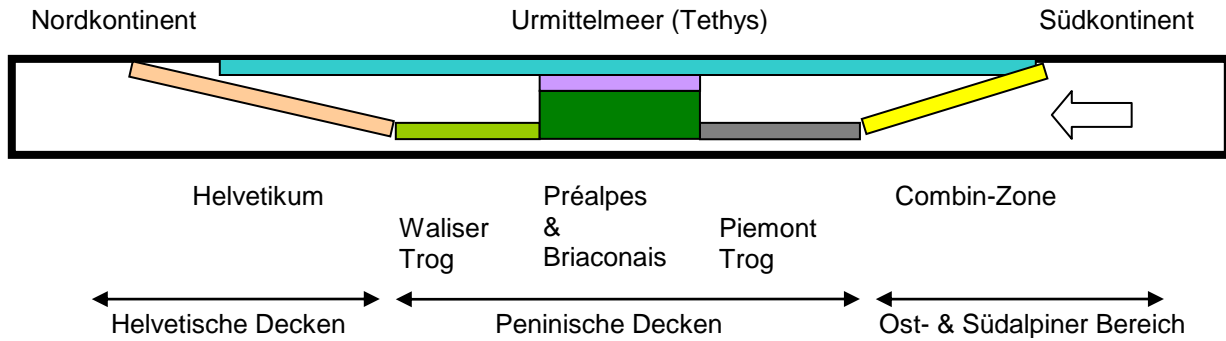 Nordkontinent
Urmittelmeer (Tethys)
Südkontinent
Helvetikum
Waliser
Trog
Préalpes
&
Briaconais
Piemont
Trog
Combin-Zone
Helvetische Decken
Peninische Decken
Ost- & Südalpiner Bereich